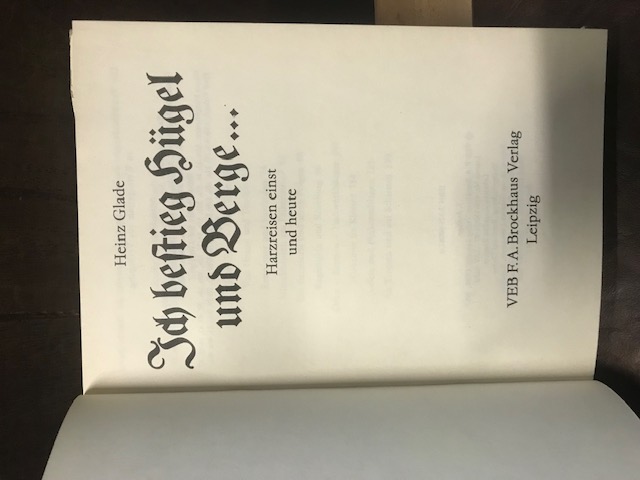 Heinz Glade
Ich beſtieg Hügel
und Berge...
Harzreisen einst
und heute
VEB F. A. Brockhaus Verlag
Leipzig